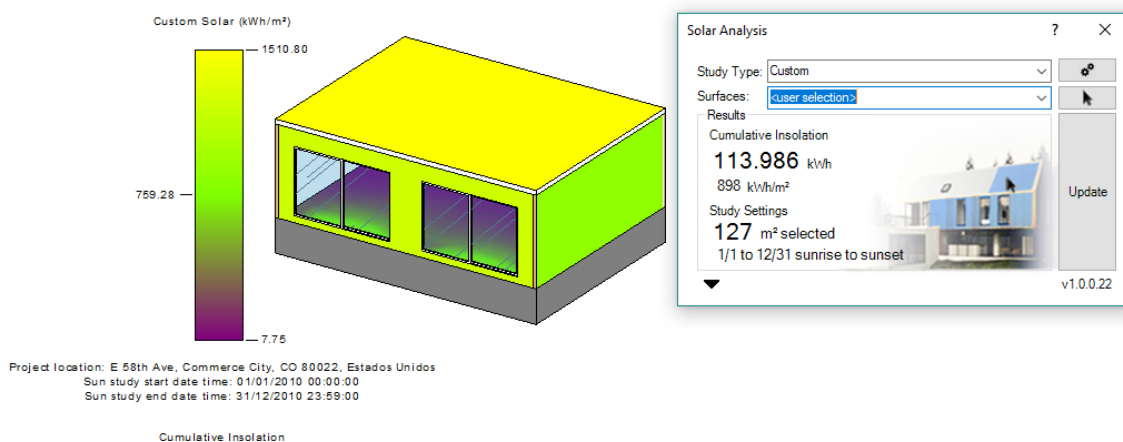 Custom Solar (kWh/m²)
1510.80
759.28
7.75
Project location: E 58th Ave, Commerce City, CO 80022, Estados Unidos
Sun study start date time: 01/01/2010 00:00:00
Sun study end date time: 31/12/2010 23:59:00
Cumulative Insolation
Solar Analysis
?
Study Type: Custom
Surfaces: <user selection>
Results
Cumulative Insolation
113.986 kWh
898 kWh/m²
Study Settings
127 m² selected
1/1 to 12/31 sunrise to sunset
Update
v1.0.0.22